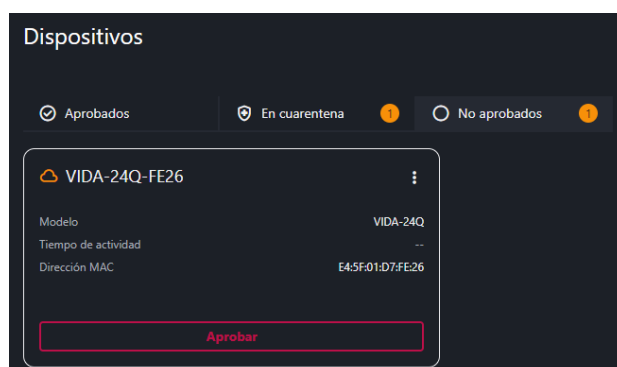 Dispositivos
Aprobados
En cuarentena 1
No aprobados 1
VIDA-24Q-FE26
Modelo VIDA-24Q
Tiempo de actividad --
Dirección MAC E4:5F:01:D7:FE:26
Aprobar